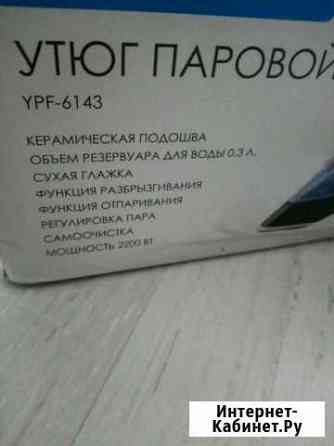 УТЮГ ПАРОВОЙ
YPF-6143
КЕРАМИЧЕСКАЯ ПОДОШВА
ОБЪЕМ РЕЗЕРВУАРА ДЛЯ ВОДЫ 0.3 Л.
СУХАЯ ГЛАЖКА
ФУНКЦИЯ РАЗБРЫЗГИВАНИЯ
ФУНКЦИЯ ОТПАРИВАНИЯ
РЕГУЛИРОВКА ПАРА
САМООЧИСТКА
МОЩНОСТЬ 2200 ВТ
Интернет-
Кабинет.Ру